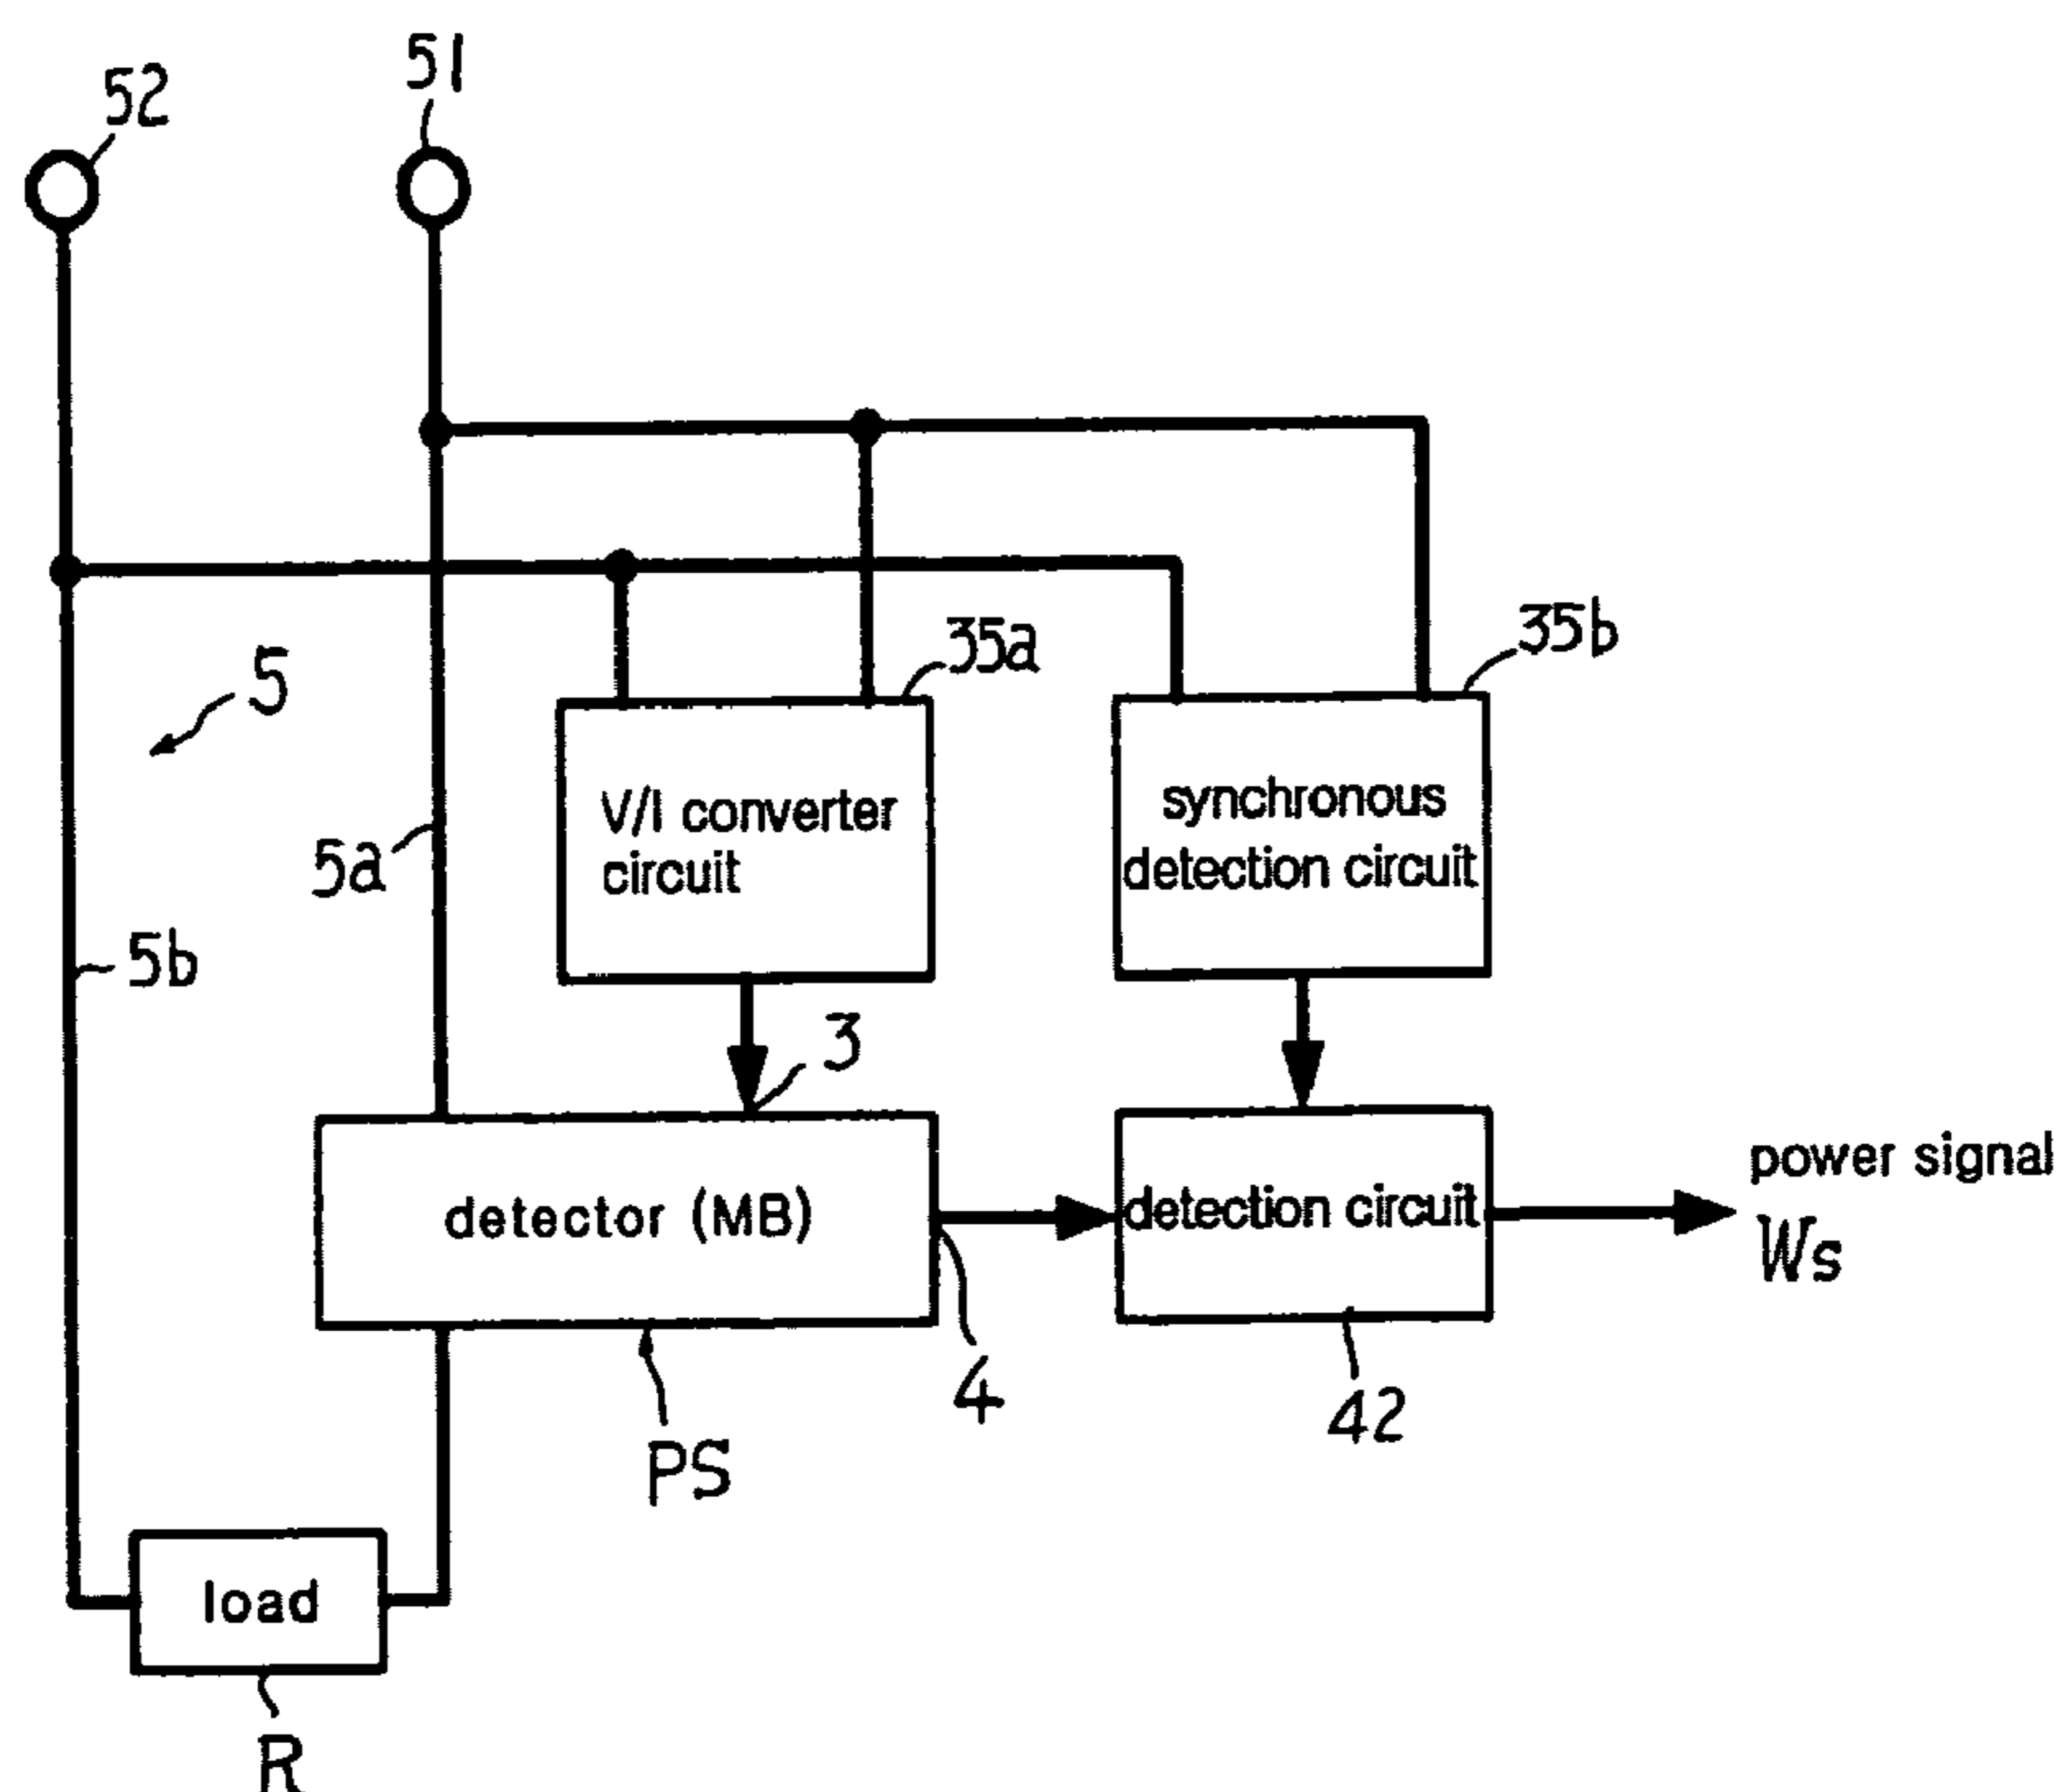 52
51
35a
35b
5
V/I converter
circuit
synchronous
detection circuit
5a
5b
3
detector (MB)
detection circuit
power signal
Ws
4
42
PS
load
R